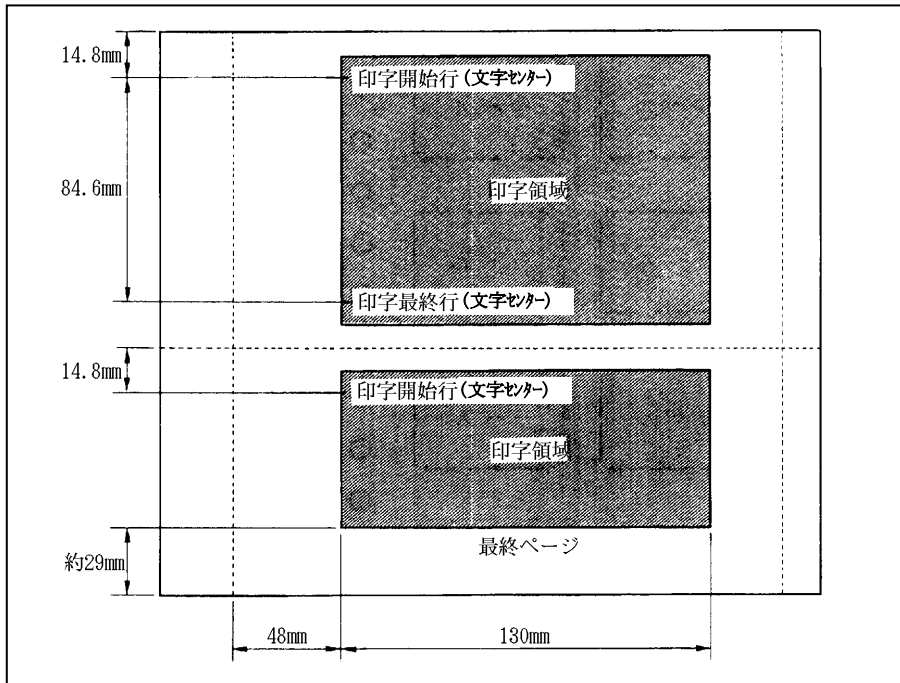 14.8mm
印字開始行(文字センター)
84.6mm
印字領域
印字最終行(文字センター)
14.8mm
印字開始行(文字センター)
印字領域
約29mm
最終ページ
48mm
130mm